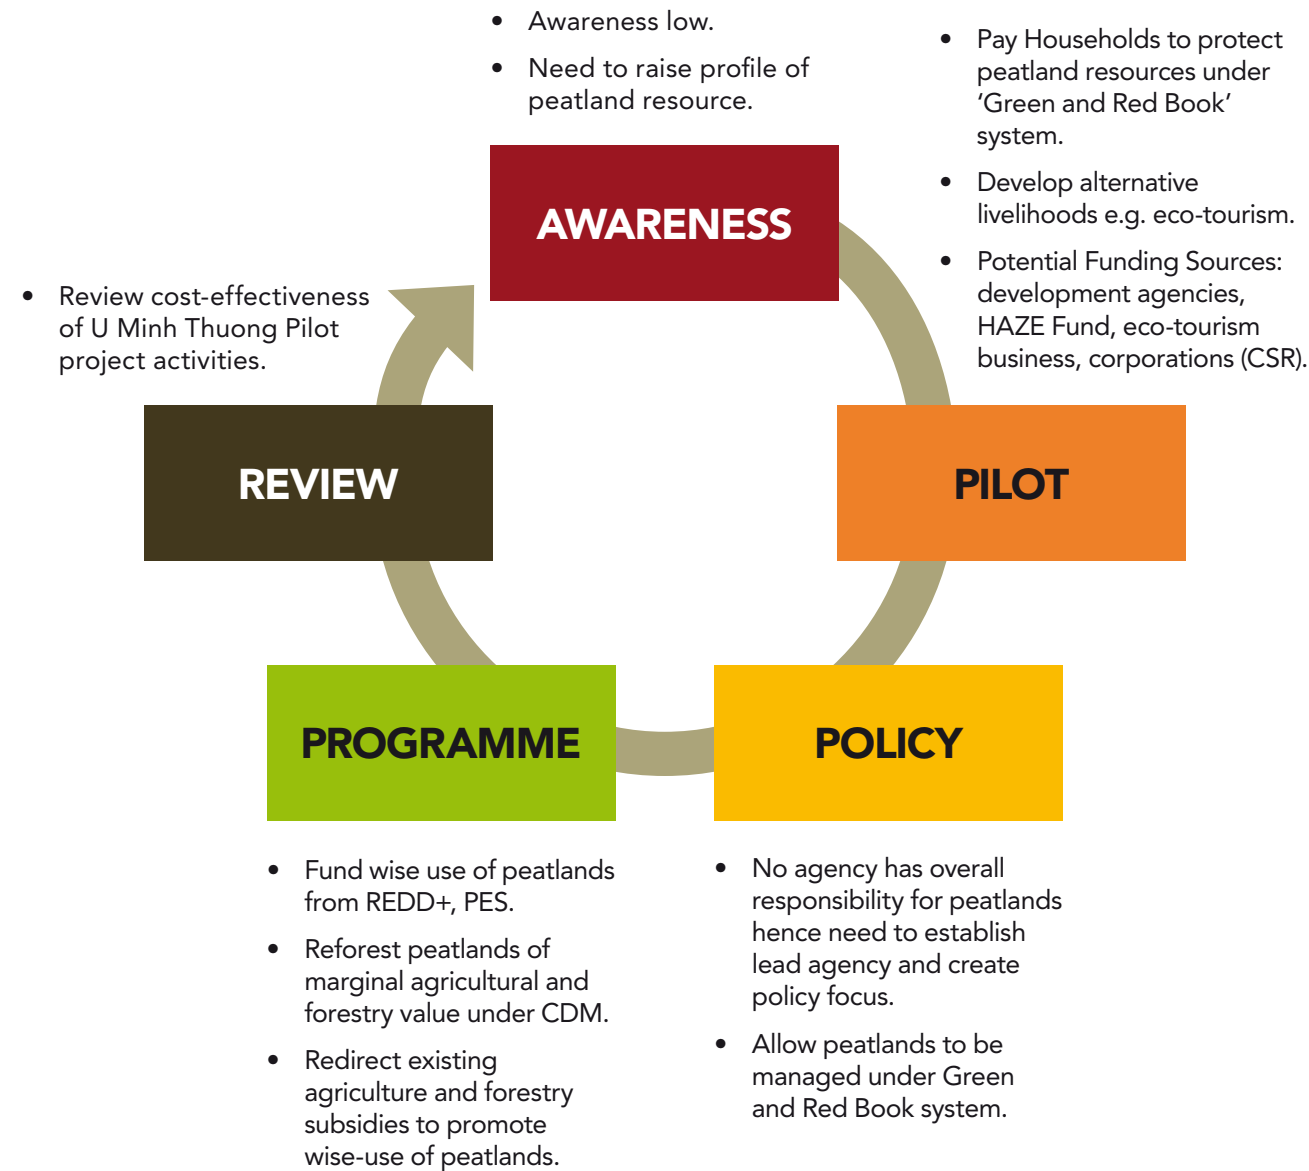 • Awareness low.
• Need to raise profile of
peatland resource.
AWARENESS
• Pay Households to protect
peatland resources under
‘Green and Red Book’
system.
• Develop alternative
livelihoods e.g. eco-tourism.
• Potential Funding Sources:
development agencies,
HAZE Fund, eco-tourism
business, corporations (CSR).
PILOT
POLICY
• No agency has overall
responsibility for peatlands
hence need to establish
lead agency and create
policy focus.
• Allow peatlands to be
managed under Green
and Red Book system.
PROGRAMME
• Fund wise use of peatlands
from REDD+, PES.
• Reforest peatlands of
marginal agricultural and
forestry value under CDM.
• Redirect existing
agriculture and forestry
subsidies to promote
wise-use of peatlands.
• Review cost-effectiveness
of U Minh Thuong Pilot
project activities.
REVIEW